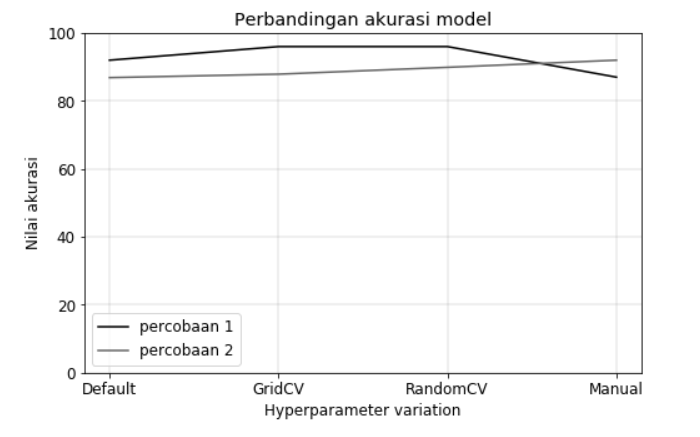 Perbandingan akurasi model
100
80
60
40
20
0
Nilai akurasi
percobaan 1
percobaan 2
Default GridCV RandomCV Manual
Hyperparameter variation